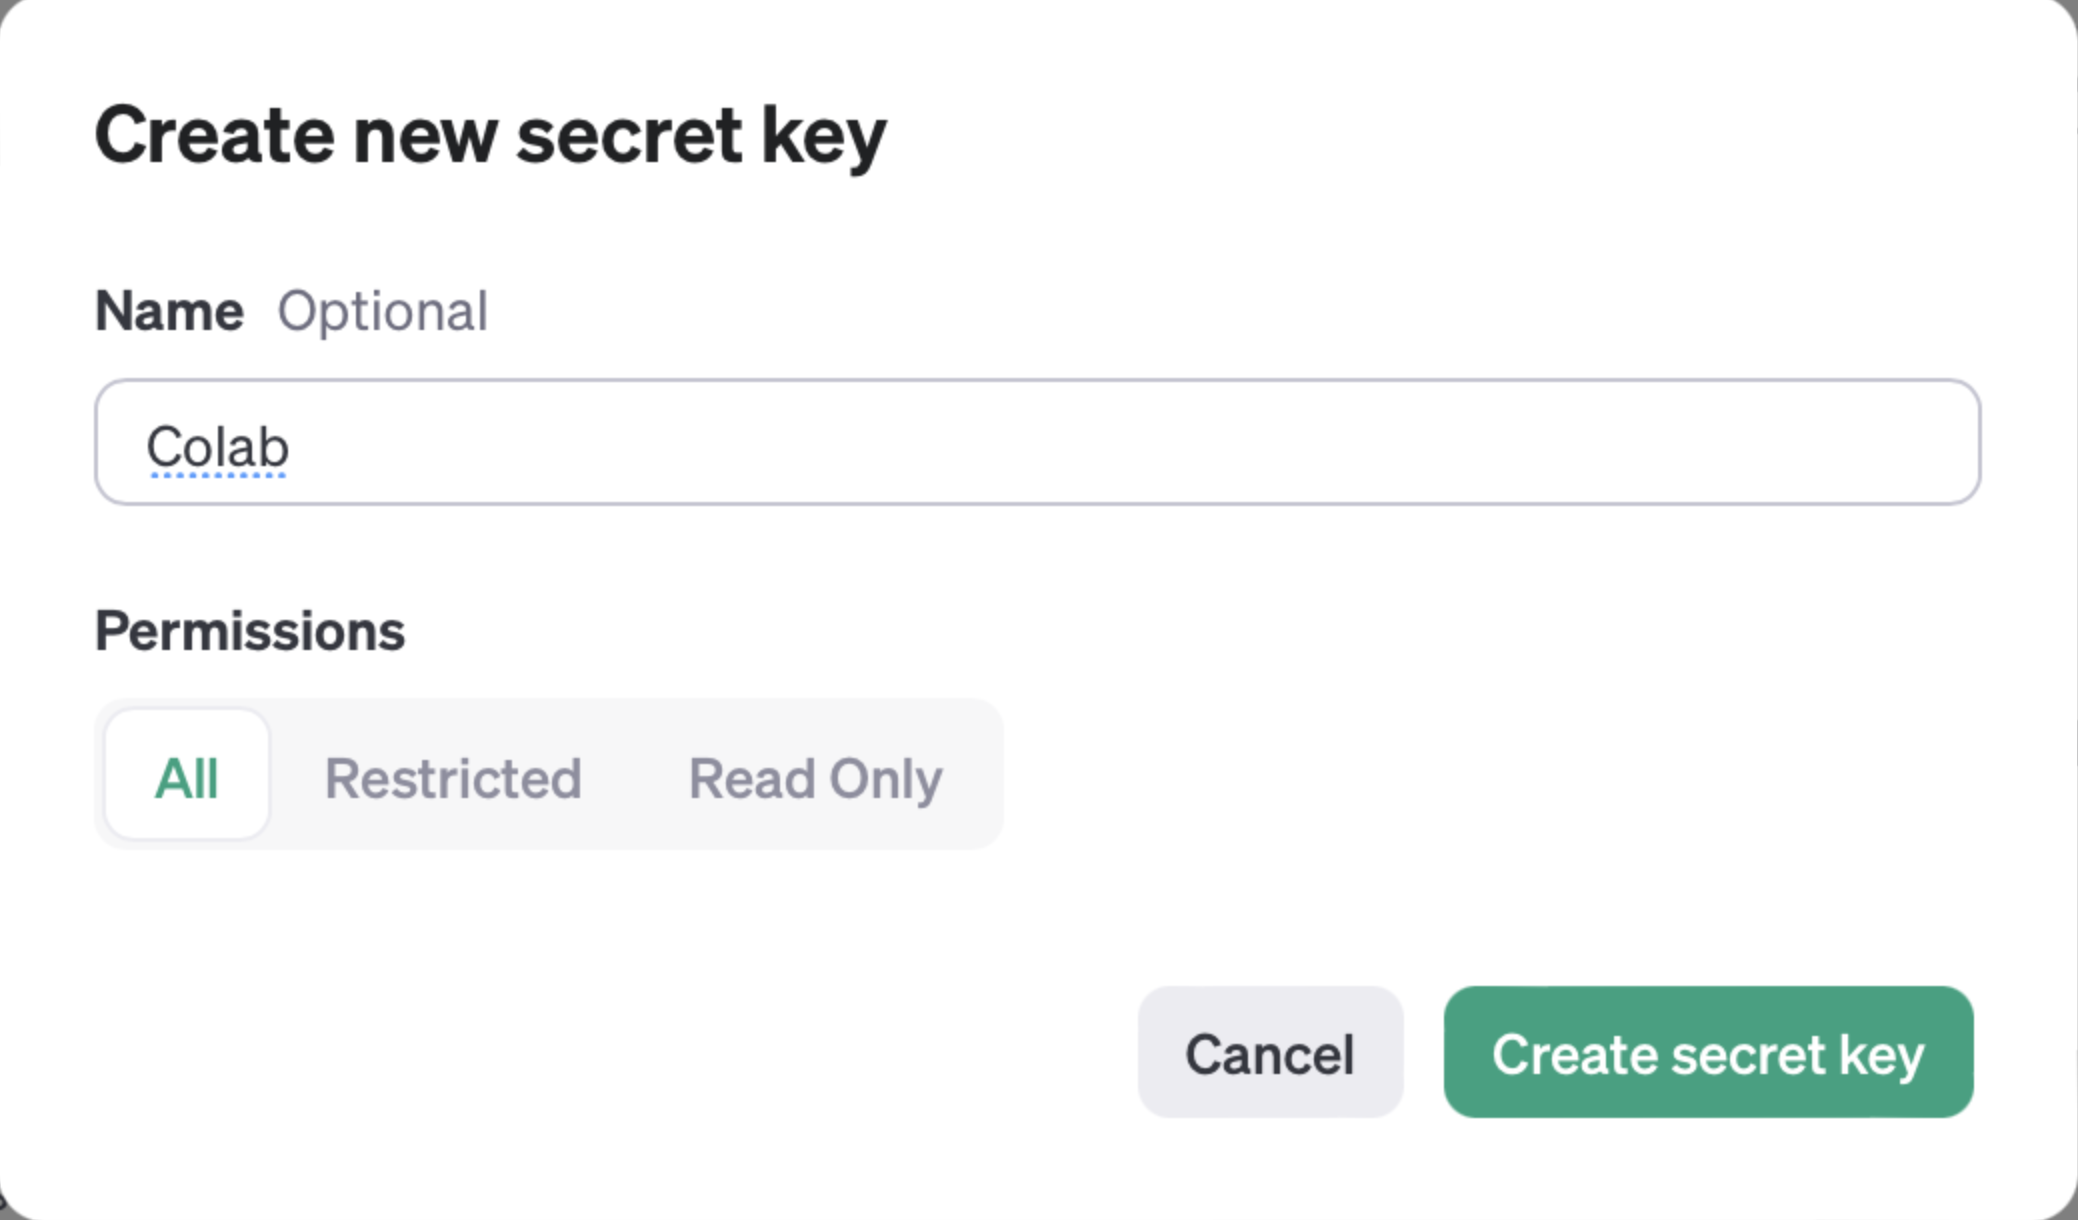 Create new secret key
Name Optional
Colab
Permissions
All Restricted Read Only
Cancel Create secret key